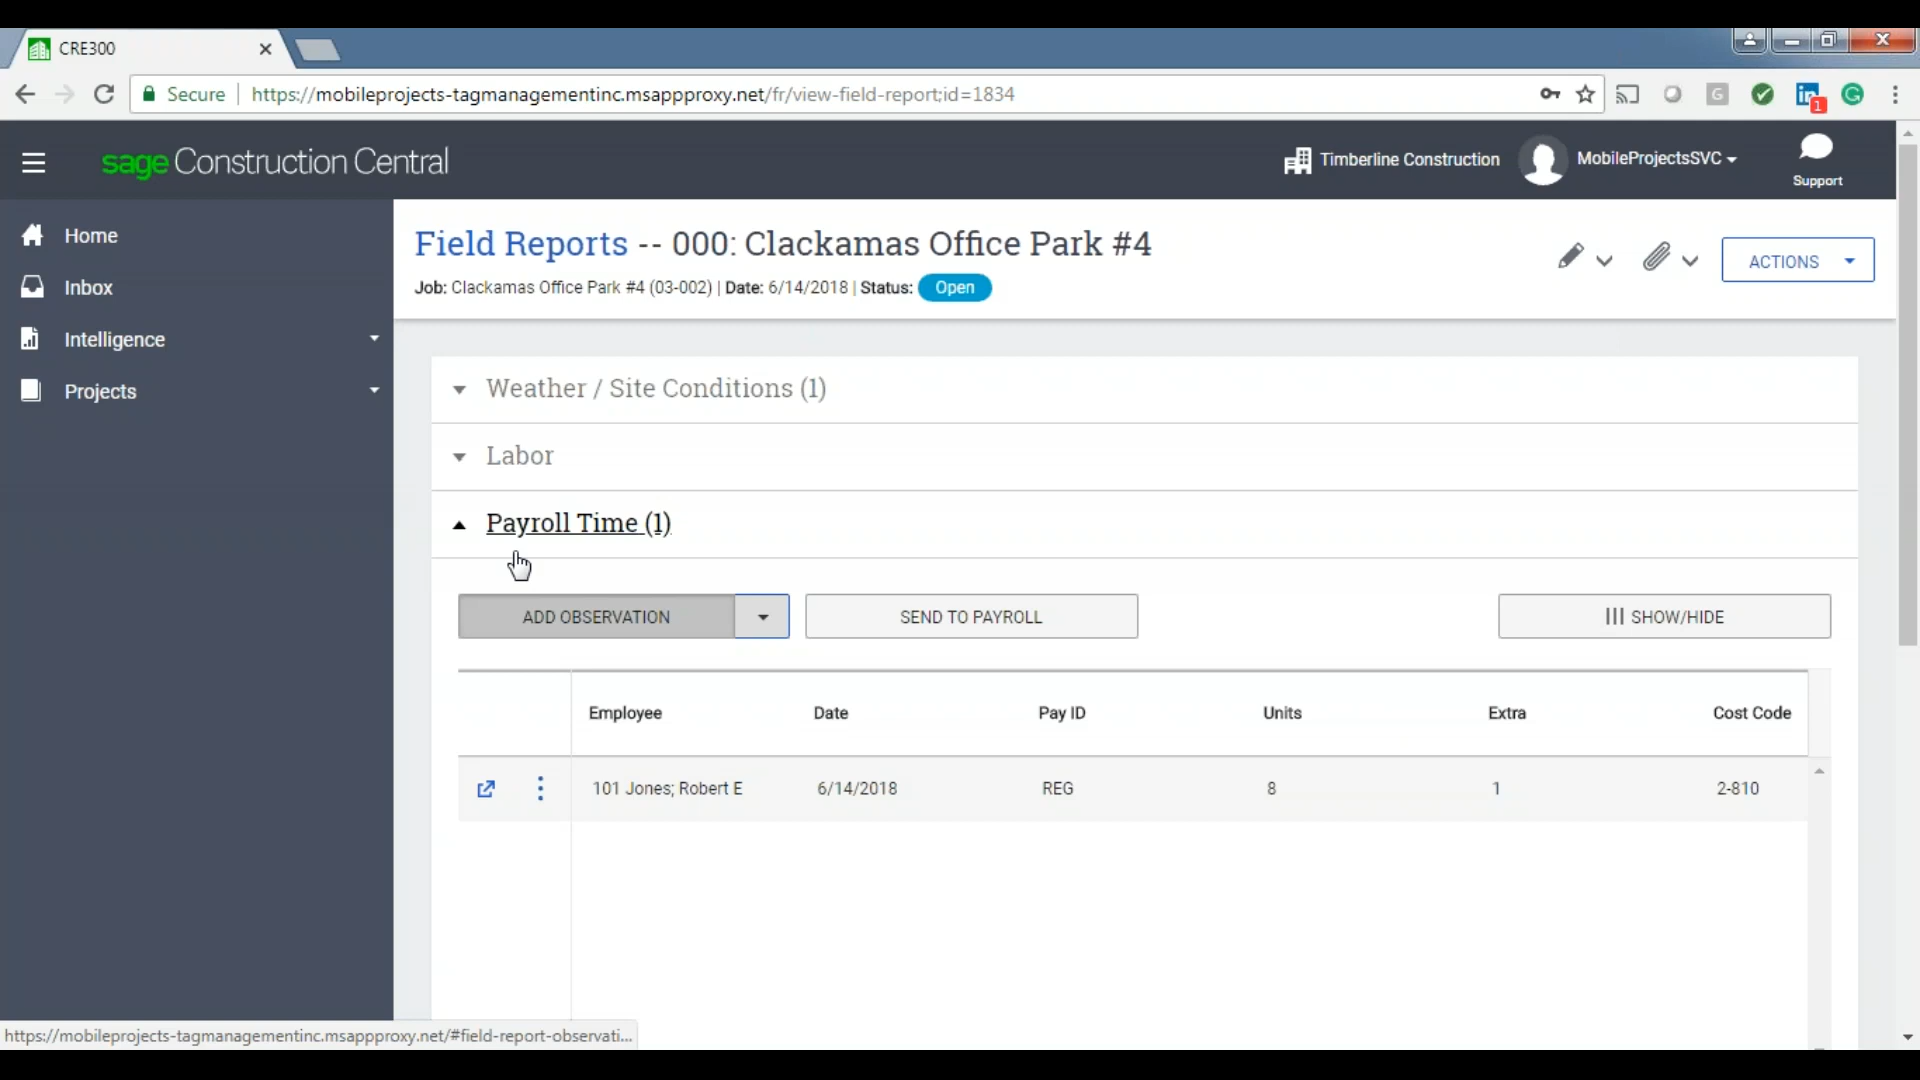 CRE300
Secure https://mobileprojects-tagmanagementinc.msappproxy.net/fr/view-field-report;id=1834
G
in
1
G
sage Construction Central
Timberline Construction
MobileProjectsSVC
Support
Home
Inbox
Intelligence
Projects
Field Reports -- 000: Clackamas Office Park #4
Job: Clackamas Office Park #4 (03-002) | Date: 6/14/2018 | Status: Open
ACTIONS
Weather / Site Conditions (1)
Labor
Payroll Time (1)
ADD OBSERVATION
SEND TO PAYROLL
SHOW/HIDE
Employee Date Pay ID Units Extra Cost Code
101 Jones; Robert E 6/14/2018 REG 8 1 2-810
https://mobileprojects-tagmanagementinc.msappproxy.net/#field-report-observati...